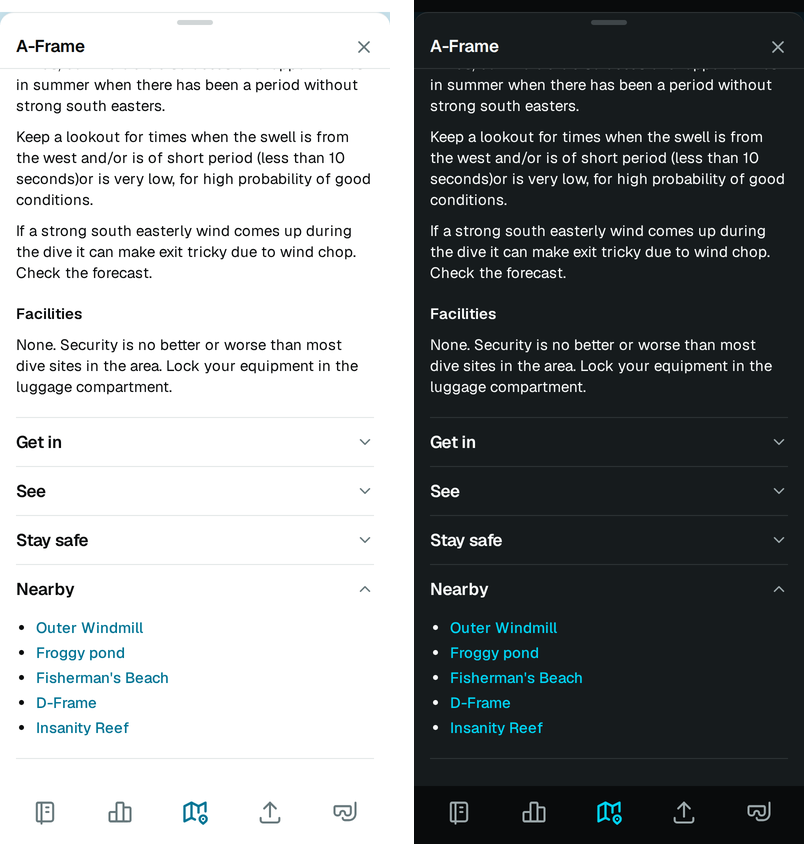 A-Frame
in summer when there has been a period without
strong south easters.
Keep a lookout for times when the swell is from
the west and/or is of short period (less than 10
seconds)or is very low, for high probability of good
conditions.
If a strong south easterly wind comes up during
the dive it can make exit tricky due to wind chop.
Check the forecast.
Facilities
None. Security is no better or worse than most
dive sites in the area. Lock your equipment in the
luggage compartment.
Get in
See
Stay safe
Nearby
Outer Windmill
Froggy pond
Fisherman's Beach
D-Frame
Insanity Reef
A-Frame
in summer when there has been a period without
strong south easters.
Keep a lookout for times when the swell is from
the west and/or is of short period (less than 10
seconds)or is very low, for high probability of good
conditions.
If a strong south easterly wind comes up during
the dive it can make exit tricky due to wind chop.
Check the forecast.
Facilities
None. Security is no better or worse than most
dive sites in the area. Lock your equipment in the
luggage compartment.
Get in
See
Stay safe
Nearby
Outer Windmill
Froggy pond
Fisherman's Beach
D-Frame
Insanity Reef